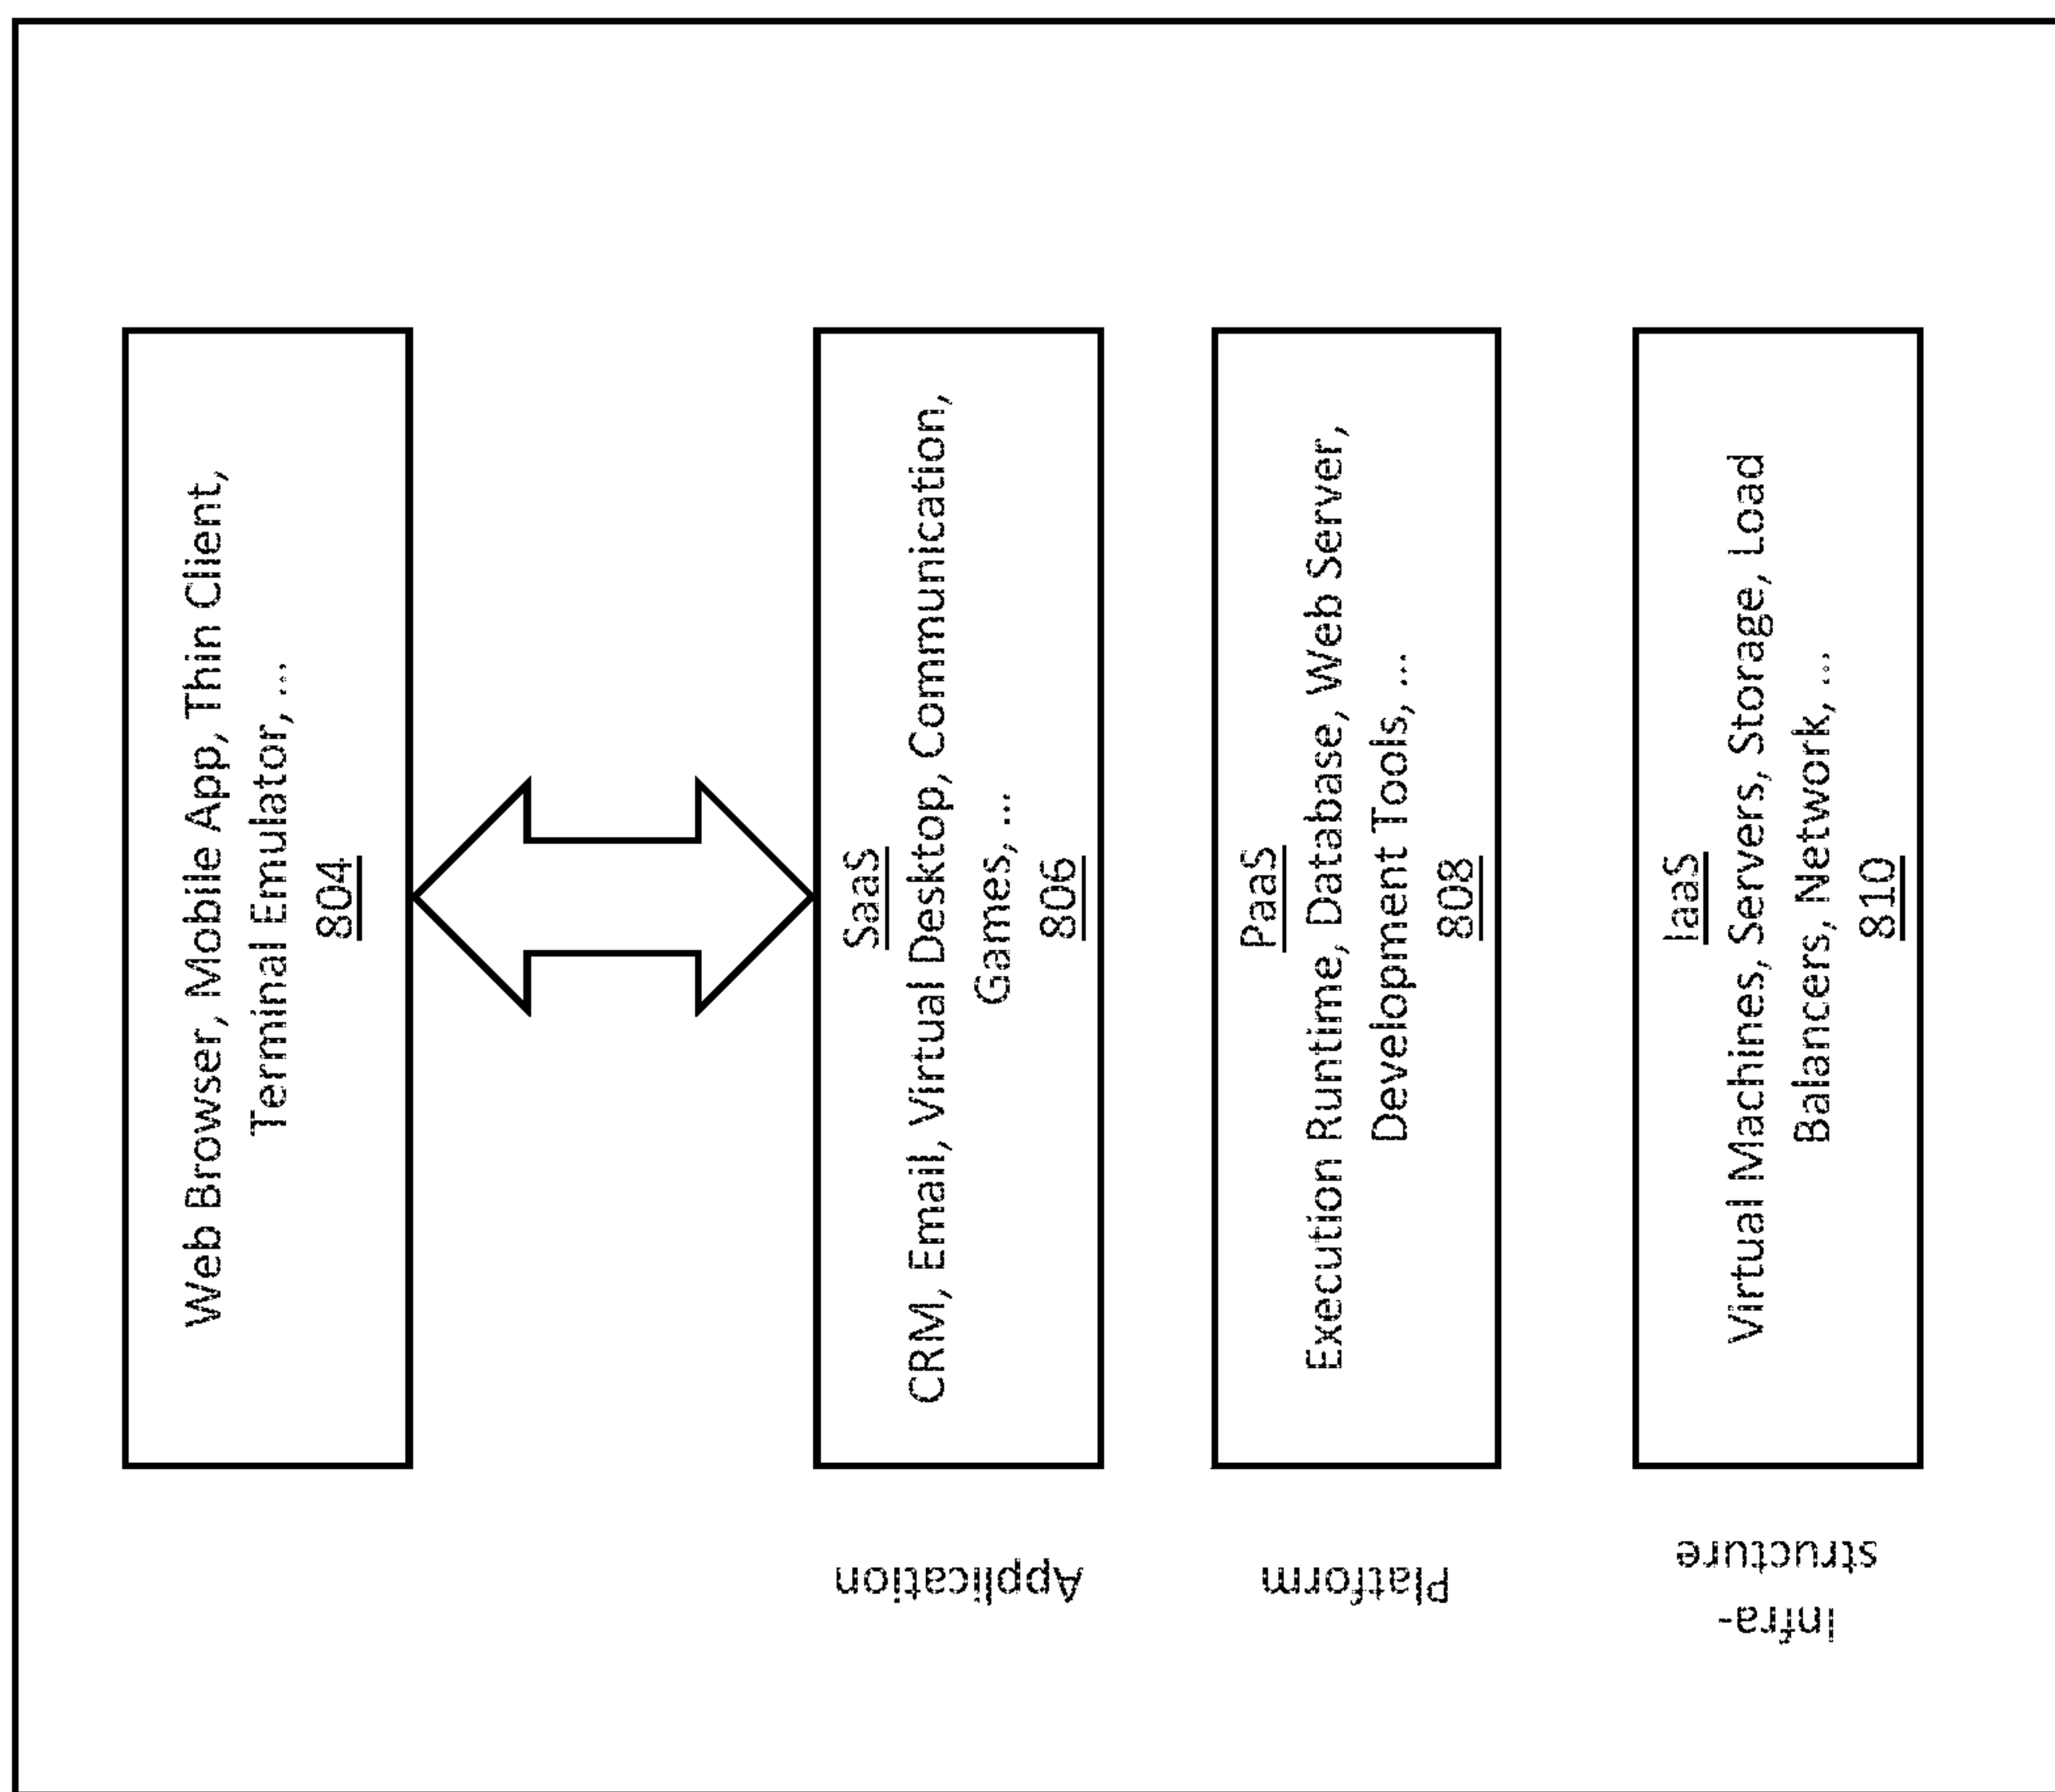 Web Browser, Mobile App, Thin Client,
Terminal Emulator, ...
804
SaaS
CRM, Email, Virtual Desktop, Communication,
Games, ...
806
Application
PaaS
Execution Runtime, Database, Web Server,
Development Tools, ...
808
Platform
IaaS
Virtual Machines, Servers, Storage, Load
Balancers, Network, ...
810
Infra-
structure